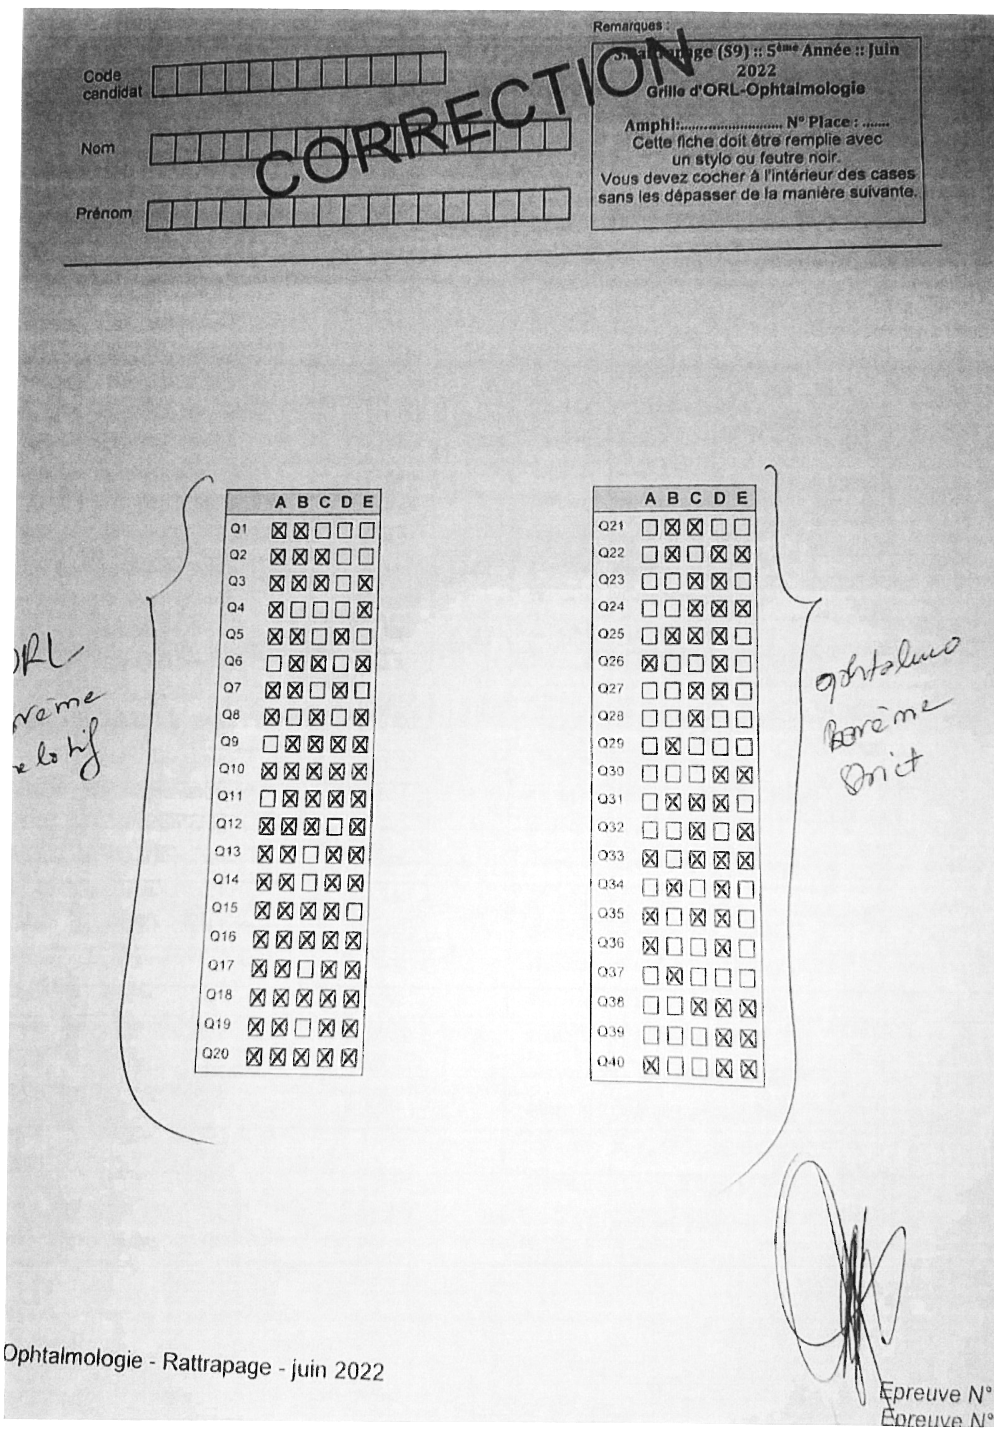 Remarques :
S.Rattrapage (S9) :: 5ème Année :: Juin
2022
Grille d'ORL-Ophtalmologie
Amphi:.......................... N° Place : .......
Cette fiche doit être remplie avec
un stylo ou feutre noir.
Vous devez cocher à l'intérieur des cases
sans les dépasser de la manière suivante.
Code
candidat
Nom
Prénom
CORRECTION
A B C D E
Q1 ☒ ☒ ☐ ☐ ☐
Q2 ☒ ☒ ☒ ☐ ☐
Q3 ☒ ☒ ☒ ☐ ☒
Q4 ☒ ☐ ☐ ☐ ☒
Q5 ☒ ☒ ☐ ☒ ☐
Q6 ☐ ☒ ☒ ☐ ☒
Q7 ☒ ☒ ☐ ☒ ☐
Q8 ☒ ☐ ☒ ☐ ☒
Q9 ☐ ☒ ☒ ☒ ☒
Q10 ☒ ☒ ☒ ☒ ☒
Q11 ☐ ☒ ☒ ☒ ☒
Q12 ☒ ☒ ☒ ☐ ☒
Q13 ☒ ☒ ☐ ☒ ☒
Q14 ☒ ☒ ☐ ☒ ☒
Q15 ☒ ☒ ☒ ☒ ☐
Q16 ☒ ☒ ☒ ☒ ☒
Q17 ☒ ☒ ☐ ☒ ☒
Q18 ☒ ☒ ☒ ☒ ☒
Q19 ☒ ☒ ☐ ☒ ☒
Q20 ☒ ☒ ☒ ☒ ☒
ORL
A B C D E
Q21 ☐ ☒ ☒ ☐ ☐
Q22 ☐ ☒ ☐ ☒ ☒
Q23 ☐ ☐ ☒ ☒ ☐
Q24 ☐ ☐ ☒ ☒ ☒
Q25 ☐ ☒ ☒ ☒ ☐
Q26 ☒ ☐ ☐ ☒ ☐
Q27 ☐ ☐ ☒ ☒ ☐
Q28 ☐ ☐ ☒ ☐ ☐
Q29 ☐ ☒ ☐ ☐ ☐
Q30 ☐ ☐ ☐ ☒ ☒
Q31 ☐ ☒ ☒ ☒ ☐
Q32 ☐ ☐ ☒ ☐ ☒
Q33 ☒ ☐ ☒ ☒ ☒
Q34 ☐ ☒ ☐ ☒ ☐
Q35 ☒ ☐ ☒ ☒ ☐
Q36 ☒ ☐ ☐ ☒ ☐
Q37 ☐ ☒ ☐ ☐ ☐
Q38 ☐ ☐ ☒ ☒ ☒
Q39 ☐ ☐ ☐ ☒ ☒
Q40 ☒ ☐ ☐ ☒ ☒
ophtalmo
Barème
Strict
Ophtalmologie - Rattrapage - juin 2022
Epreuve N°
Epreuve N°